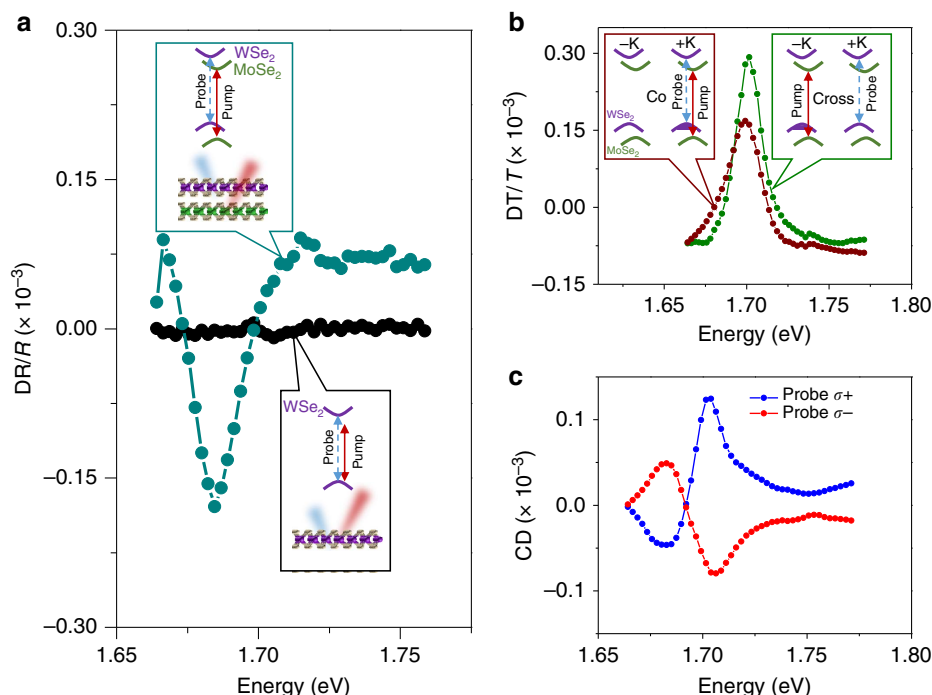 a
0.30
0.15
0.00
–0.15
–0.30
DR/R (× 10–3)
1.65
1.70
1.75
Energy (eV)
WSe2
MoSe2
Probe
Pump
WSe2
Probe
Pump
b
0.30
0.15
0.00
–0.15
DT/T (× 10–3)
1.65
1.70
1.75
1.80
Energy (eV)
–K
+K
Co
Probe
Pump
WSe2
MoSe2
–K
+K
Pump
Cross
Probe
c
0.1
0.0
–0.1
CD (× 10–3)
Probe σ+
Probe σ–
1.65
1.70
1.75
1.80
Energy (eV)